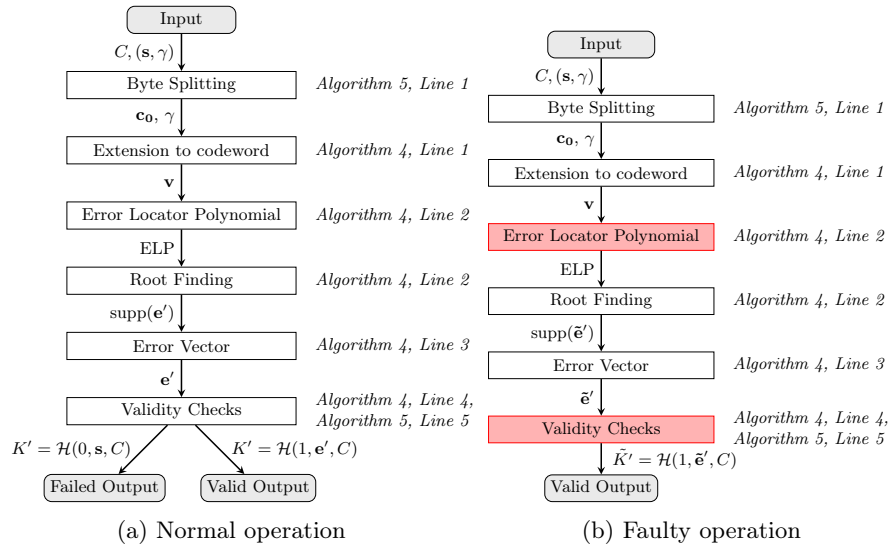 Input
C, (s, γ)
Byte Splitting
Algorithm 5, Line 1
c₀, γ
Extension to codeword
Algorithm 4, Line 1
v
Error Locator Polynomial
Algorithm 4, Line 2
ELP
Root Finding
Algorithm 4, Line 2
supp(e′)
Error Vector
Algorithm 4, Line 3
e′
Validity Checks
Algorithm 4, Line 4,
Algorithm 5, Line 5
K′ = H(0, s, C)
K′ = H(1, e′, C)
Failed Output
Valid Output
(a) Normal operation
Input
C, (s, γ)
Byte Splitting
Algorithm 5, Line 1
c₀, γ
Extension to codeword
Algorithm 4, Line 1
v
Error Locator Polynomial
Algorithm 4, Line 2
ELP
Root Finding
Algorithm 4, Line 2
supp(ẽ′)
Error Vector
Algorithm 4, Line 3
ẽ′
Validity Checks
Algorithm 4, Line 4,
Algorithm 5, Line 5
K̃′ = H(1, ẽ′, C)
Valid Output
(b) Faulty operation